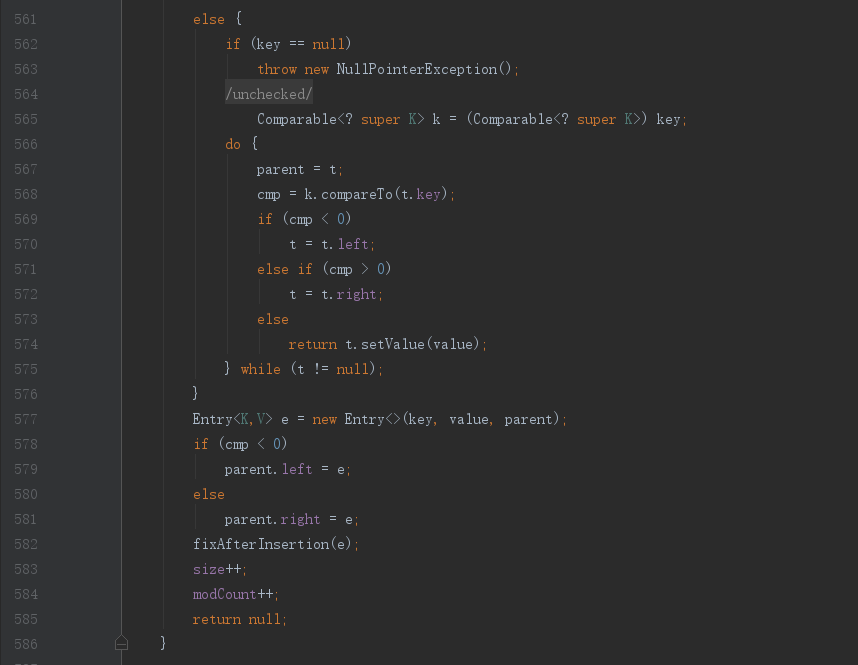 561 else {
562 if (key == null)
563 throw new NullPointerException();
564 /unchecked/
565 Comparable<? super K> k = (Comparable<? super K>) key;
566 do {
567 parent = t;
568 cmp = k.compareTo(t.key);
569 if (cmp < 0)
570 t = t.left;
571 else if (cmp > 0)
572 t = t.right;
573 else
574 return t.setValue(value);
575 } while (t != null);
576 }
577 Entry<K,V> e = new Entry<>(key, value, parent);
578 if (cmp < 0)
579 parent.left = e;
580 else
581 parent.right = e;
582 fixAfterInsertion(e);
583 size++;
584 modCount++;
585 return null;
586 }